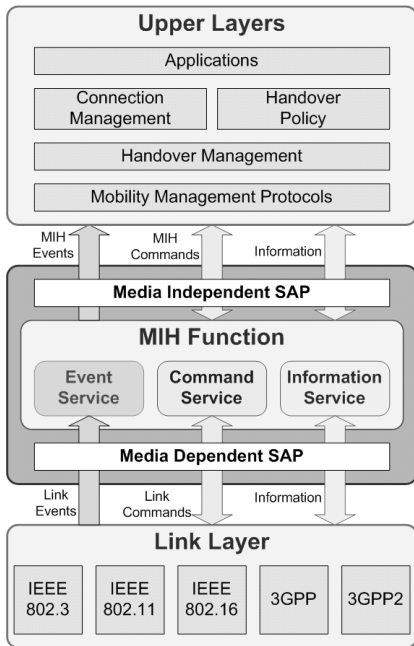 Upper Layers
Applications
Connection
Management
Handover
Policy
Handover Management
Mobility Management Protocols
MIH
Events
MIH
Commands
Information
Media Independent SAP
MIH Function
Event
Service
Command
Service
Information
Service
Media Dependent SAP
Link
Events
Link
Commands
Information
Link Layer
IEEE
802.3
IEEE
802.11
IEEE
802.16
3GPP
3GPP2